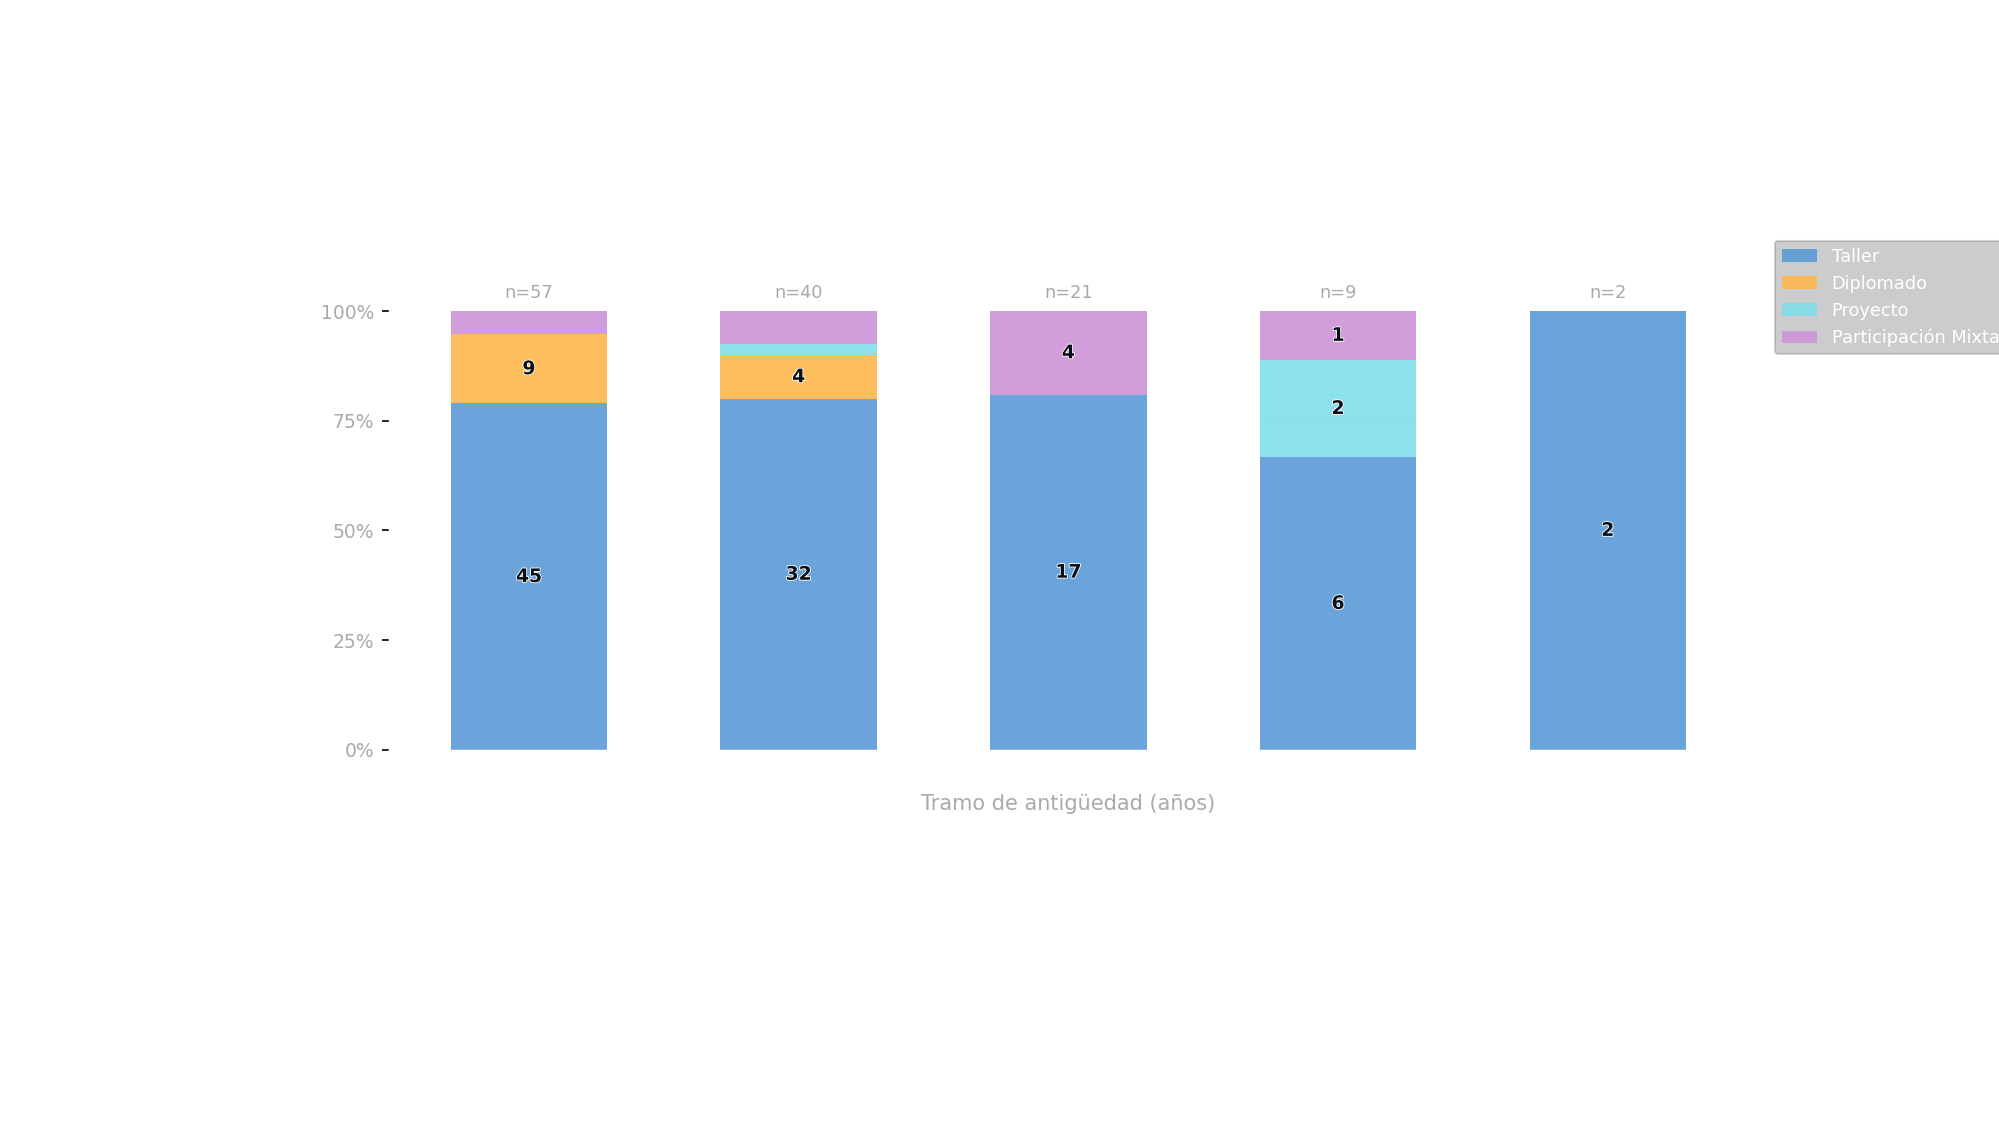 Taller
Diplomado
Proyecto
Participación Mixta
n=57
n=40
n=21
n=9
n=2
100%
75%
50%
25%
0%
9
4
4
1
2
45
32
17
6
2
Tramo de antigüedad (años)